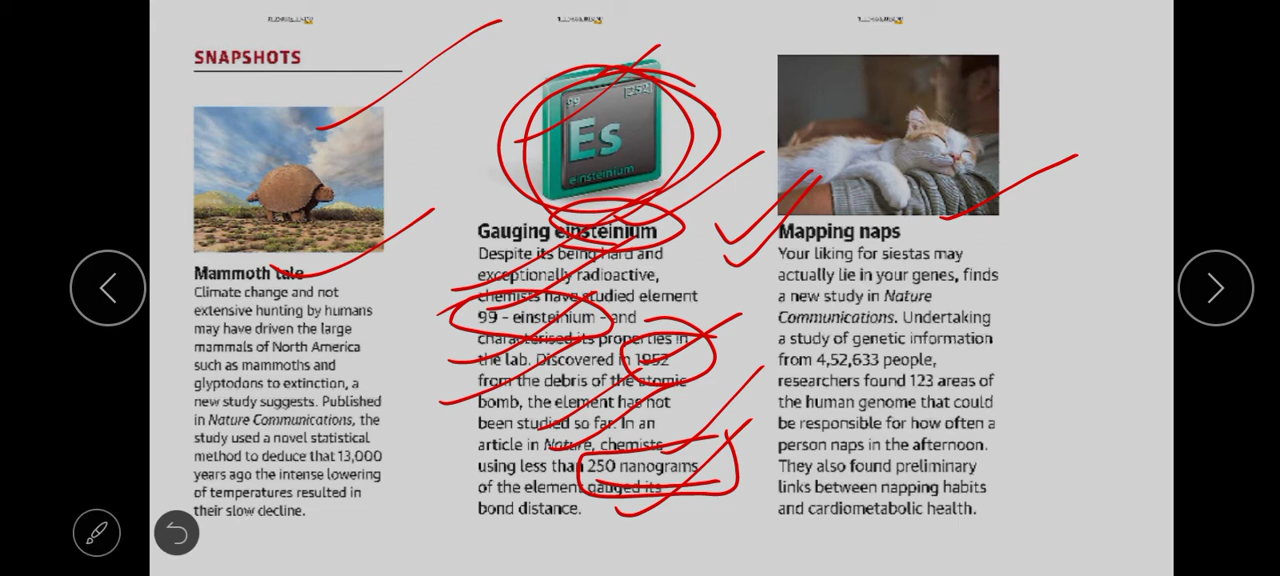 SNAPSHOTS
Mammoth tale
Climate change and not
extensive hunting by humans
may have driven the large
mammals of North America
such as mammoths and
glyptodons to extinction, a
new study suggests. Published
in Nature Communications, the
study used a novel statistical
method to deduce that 13,000
years ago the intense lowering
of temperatures resulted in
their slow decline.
99
[252]
Es
einsteinium
Gauging einsteinium
Despite its being hard and
exceptionally radioactive,
chemists have studied element
99 - einsteinium - and
characterised its properties in
the lab. Discovered in 1952
from the debris of the atomic
bomb, the element has not
been studied so far. In an
article in Nature, chemists
using less than 250 nanograms
of the element gauged its
bond distance.
Mapping naps
Your liking for siestas may
actually lie in your genes, finds
a new study in Nature
Communications. Undertaking
a study of genetic information
from 4,52,633 people,
researchers found 123 areas of
the human genome that could
be responsible for how often a
person naps in the afternoon.
They also found preliminary
links between napping habits
and cardiometabolic health.